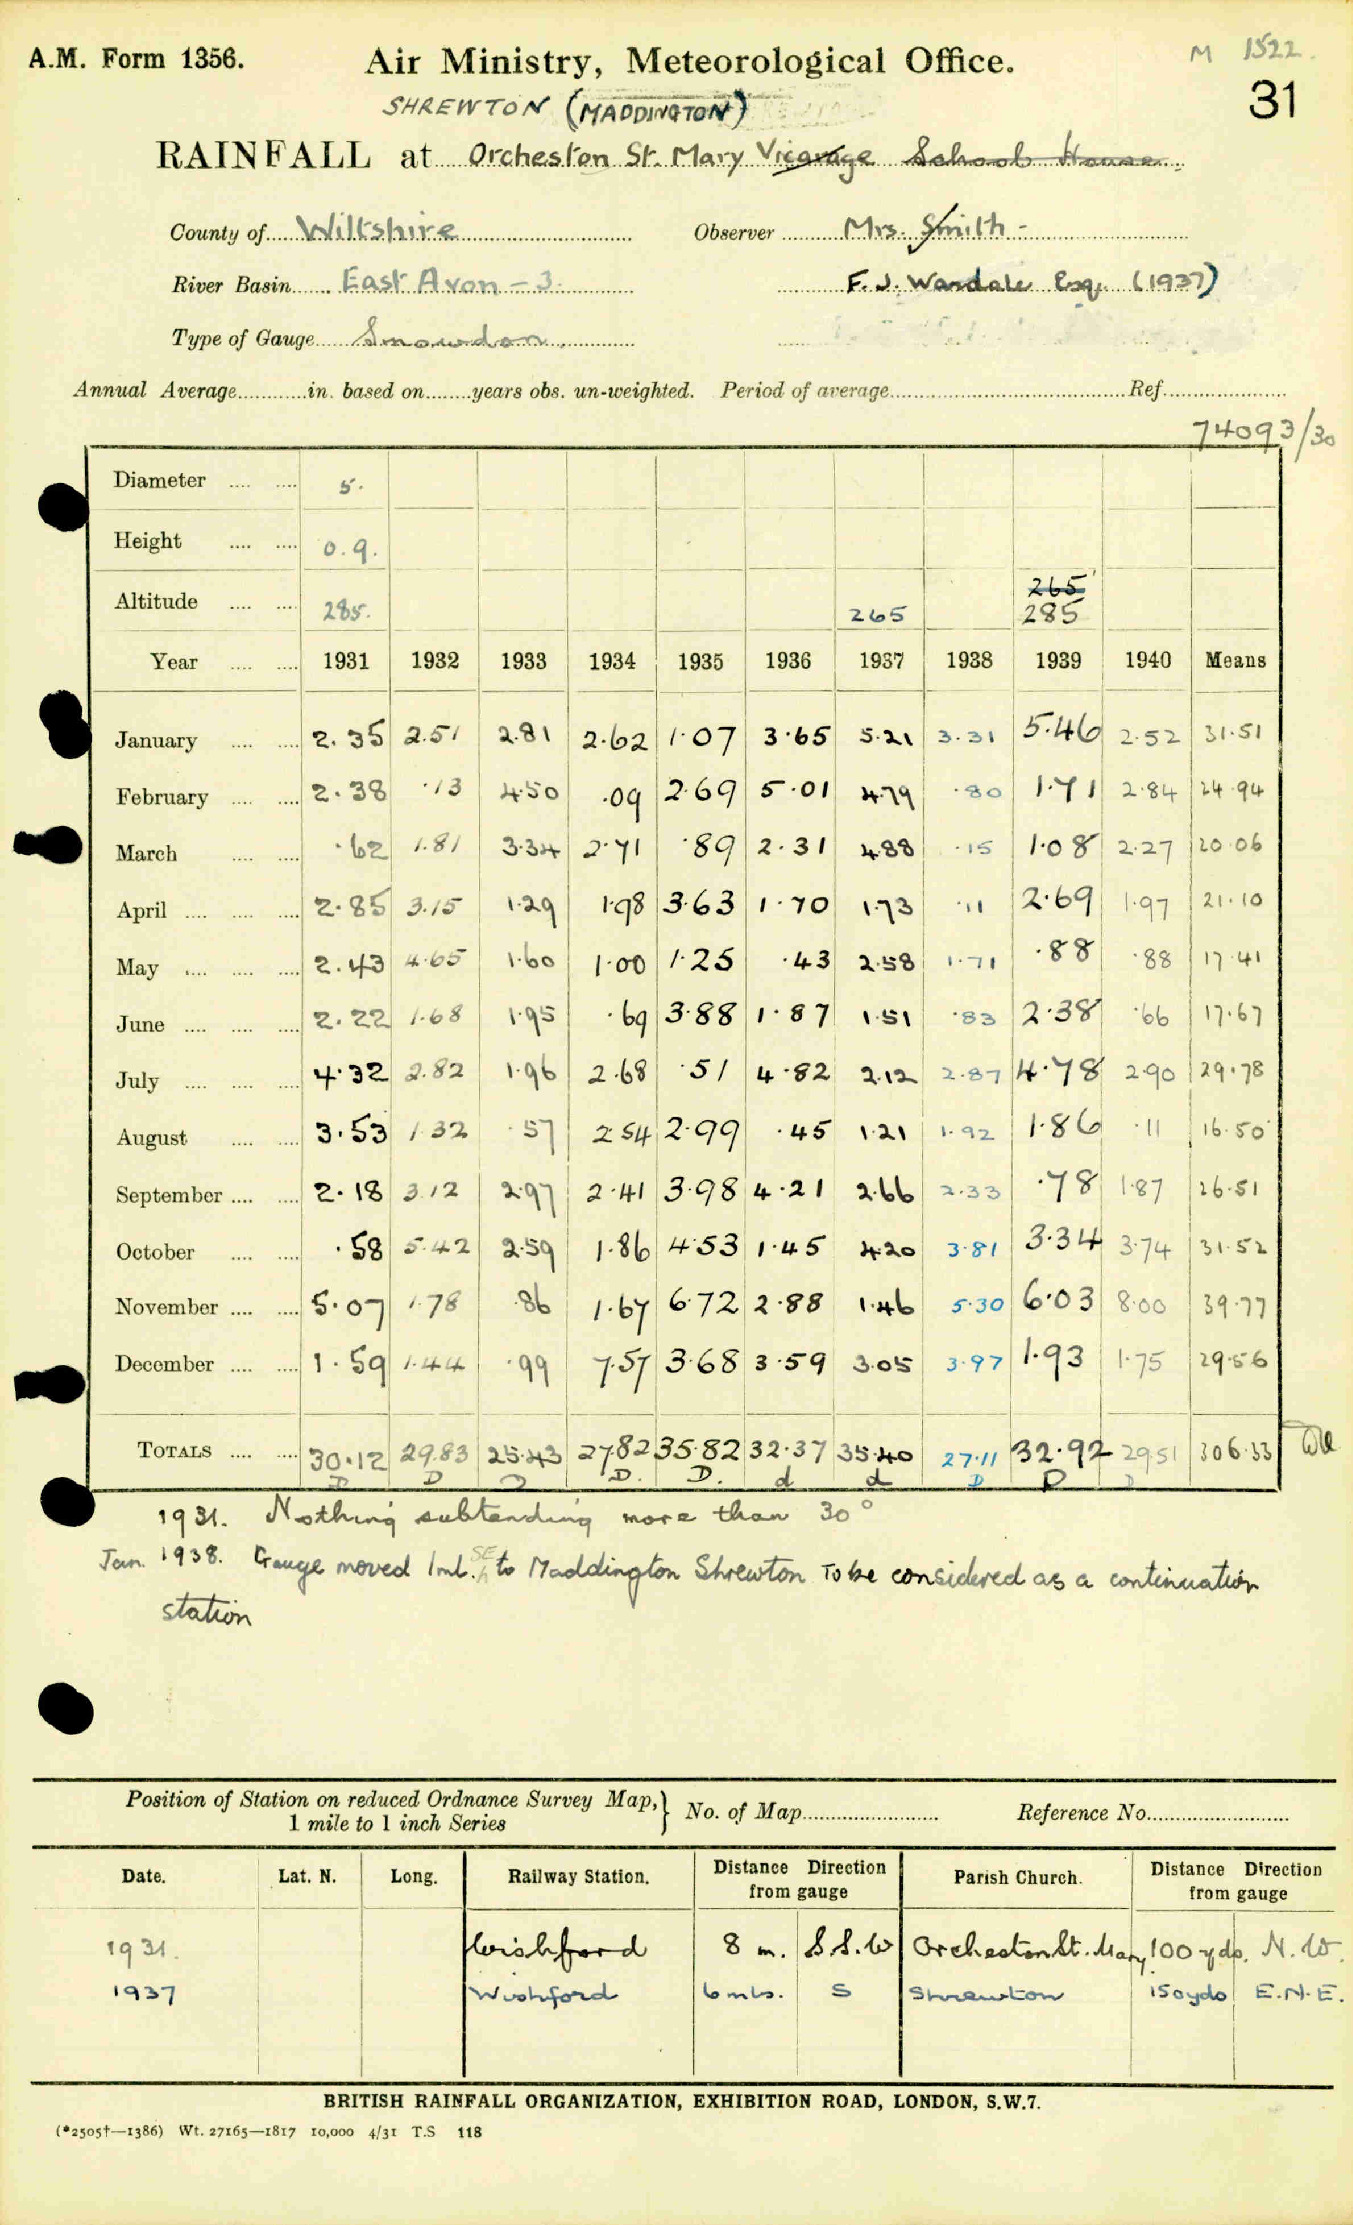 A.M. Form 1356.
Air Ministry, Meteorological Office.
M 1522.
31
SHREWTON (MADDINGTON)
RAINFALL at Orcheston St. Mary Vicarage School House.
County of Wiltshire Observer Mrs. Smith -
River Basin East Avon - 3. F. J. Wardale Esq. (1937)
Type of Gauge Snowdon.
Annual Average in. based on years obs. un-weighted. Period of average Ref.
74093/30
Diameter 5.
Height 0.9.
Altitude 285. 265 265 285
Year 1931 1932 1933 1934 1935 1936 1937 1938 1939 1940 Means
January 2.35 2.51 2.81 2.62 1.07 3.65 5.21 3.31 5.46 2.52 31.51
February 2.38 .13 4.50 .09 2.69 5.01 4.79 .80 1.71 2.84 24.94
March .62 1.81 3.34 2.71 .89 2.31 4.88 .15 1.08 2.27 20.06
April 2.85 3.15 1.29 1.98 3.63 1.70 1.73 .11 2.69 1.97 21.10
May 2.43 4.65 1.60 1.00 1.25 .43 2.58 1.71 .88 .88 17.41
June 2.22 1.68 1.95 .69 3.88 1.87 1.51 .83 2.38 .66 17.67
July 4.32 2.82 1.96 2.68 .51 4.82 2.12 2.87 4.78 2.90 29.78
August 3.53 1.32 .57 2.54 2.99 .45 1.21 1.92 1.86 .11 16.50
September 2.18 3.12 2.97 2.41 3.98 4.21 2.66 2.33 .78 1.87 26.51
October .58 5.42 2.59 1.86 4.53 1.45 4.20 3.81 3.34 3.74 31.52
November 5.07 1.78 .86 1.67 6.72 2.88 1.46 5.30 6.03 8.00 39.77
December 1.59 1.44 .99 7.57 3.68 3.59 3.05 3.97 1.93 1.75 29.56
TOTALS 30.12 29.83 25.43 27.82 35.82 32.37 35.40 27.11 32.92 29.51 306.33
D D D D. D. d d D D D
1931. Nothing subtending more than 30°
Jan. 1938. Gauge moved 1ml. SE to Maddington Shrewton To be considered as a continuation
station
Position of Station on reduced Ordnance Survey Map, 1 mile to 1 inch Series } No. of Map Reference No.
Date. Lat. N. Long. Railway Station. Distance Direction from gauge Parish Church. Distance Direction from gauge
1931. Wishford 8 m. S.S.W Orcheston St. Mary 100 yds. N.W.
1937 Wishford 6 mls. S Shrewton 150 yds E.N.E.
BRITISH RAINFALL ORGANIZATION, EXHIBITION ROAD, LONDON, S.W.7.
(*2505†—1386) Wt. 27165—1817 10,000 4/31 T.S 118